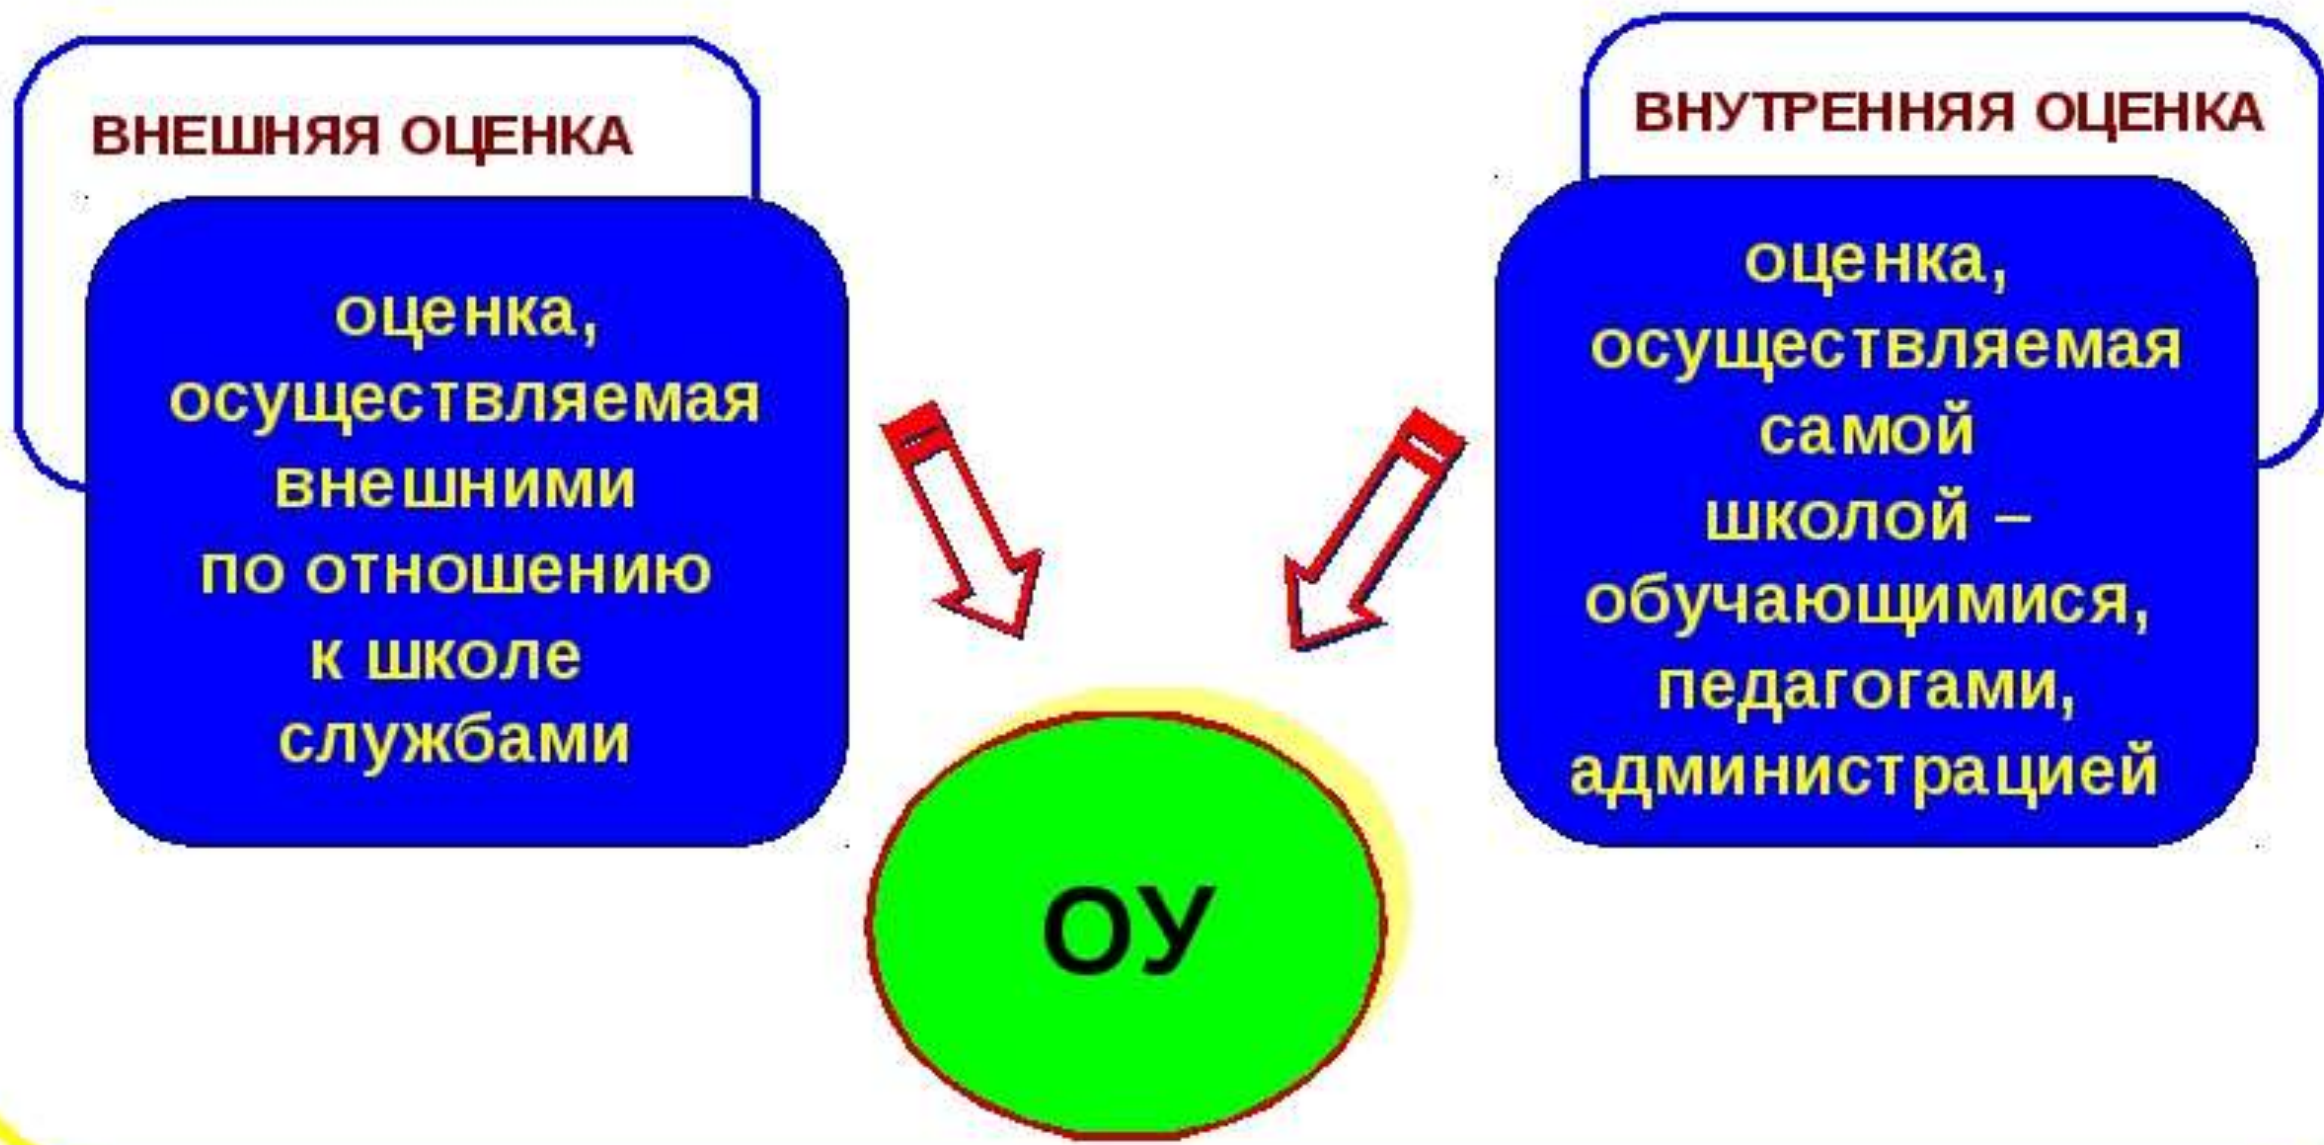 ВНЕШНЯЯ ОЦЕНКА
оценка,
осуществляемая
внешними
по отношению
к школе
службами
ВНУТРЕННЯЯ ОЦЕНКА
оценка,
осуществляемая
самой
школой –
обучающимися,
педагогами,
администрацией
ОУ